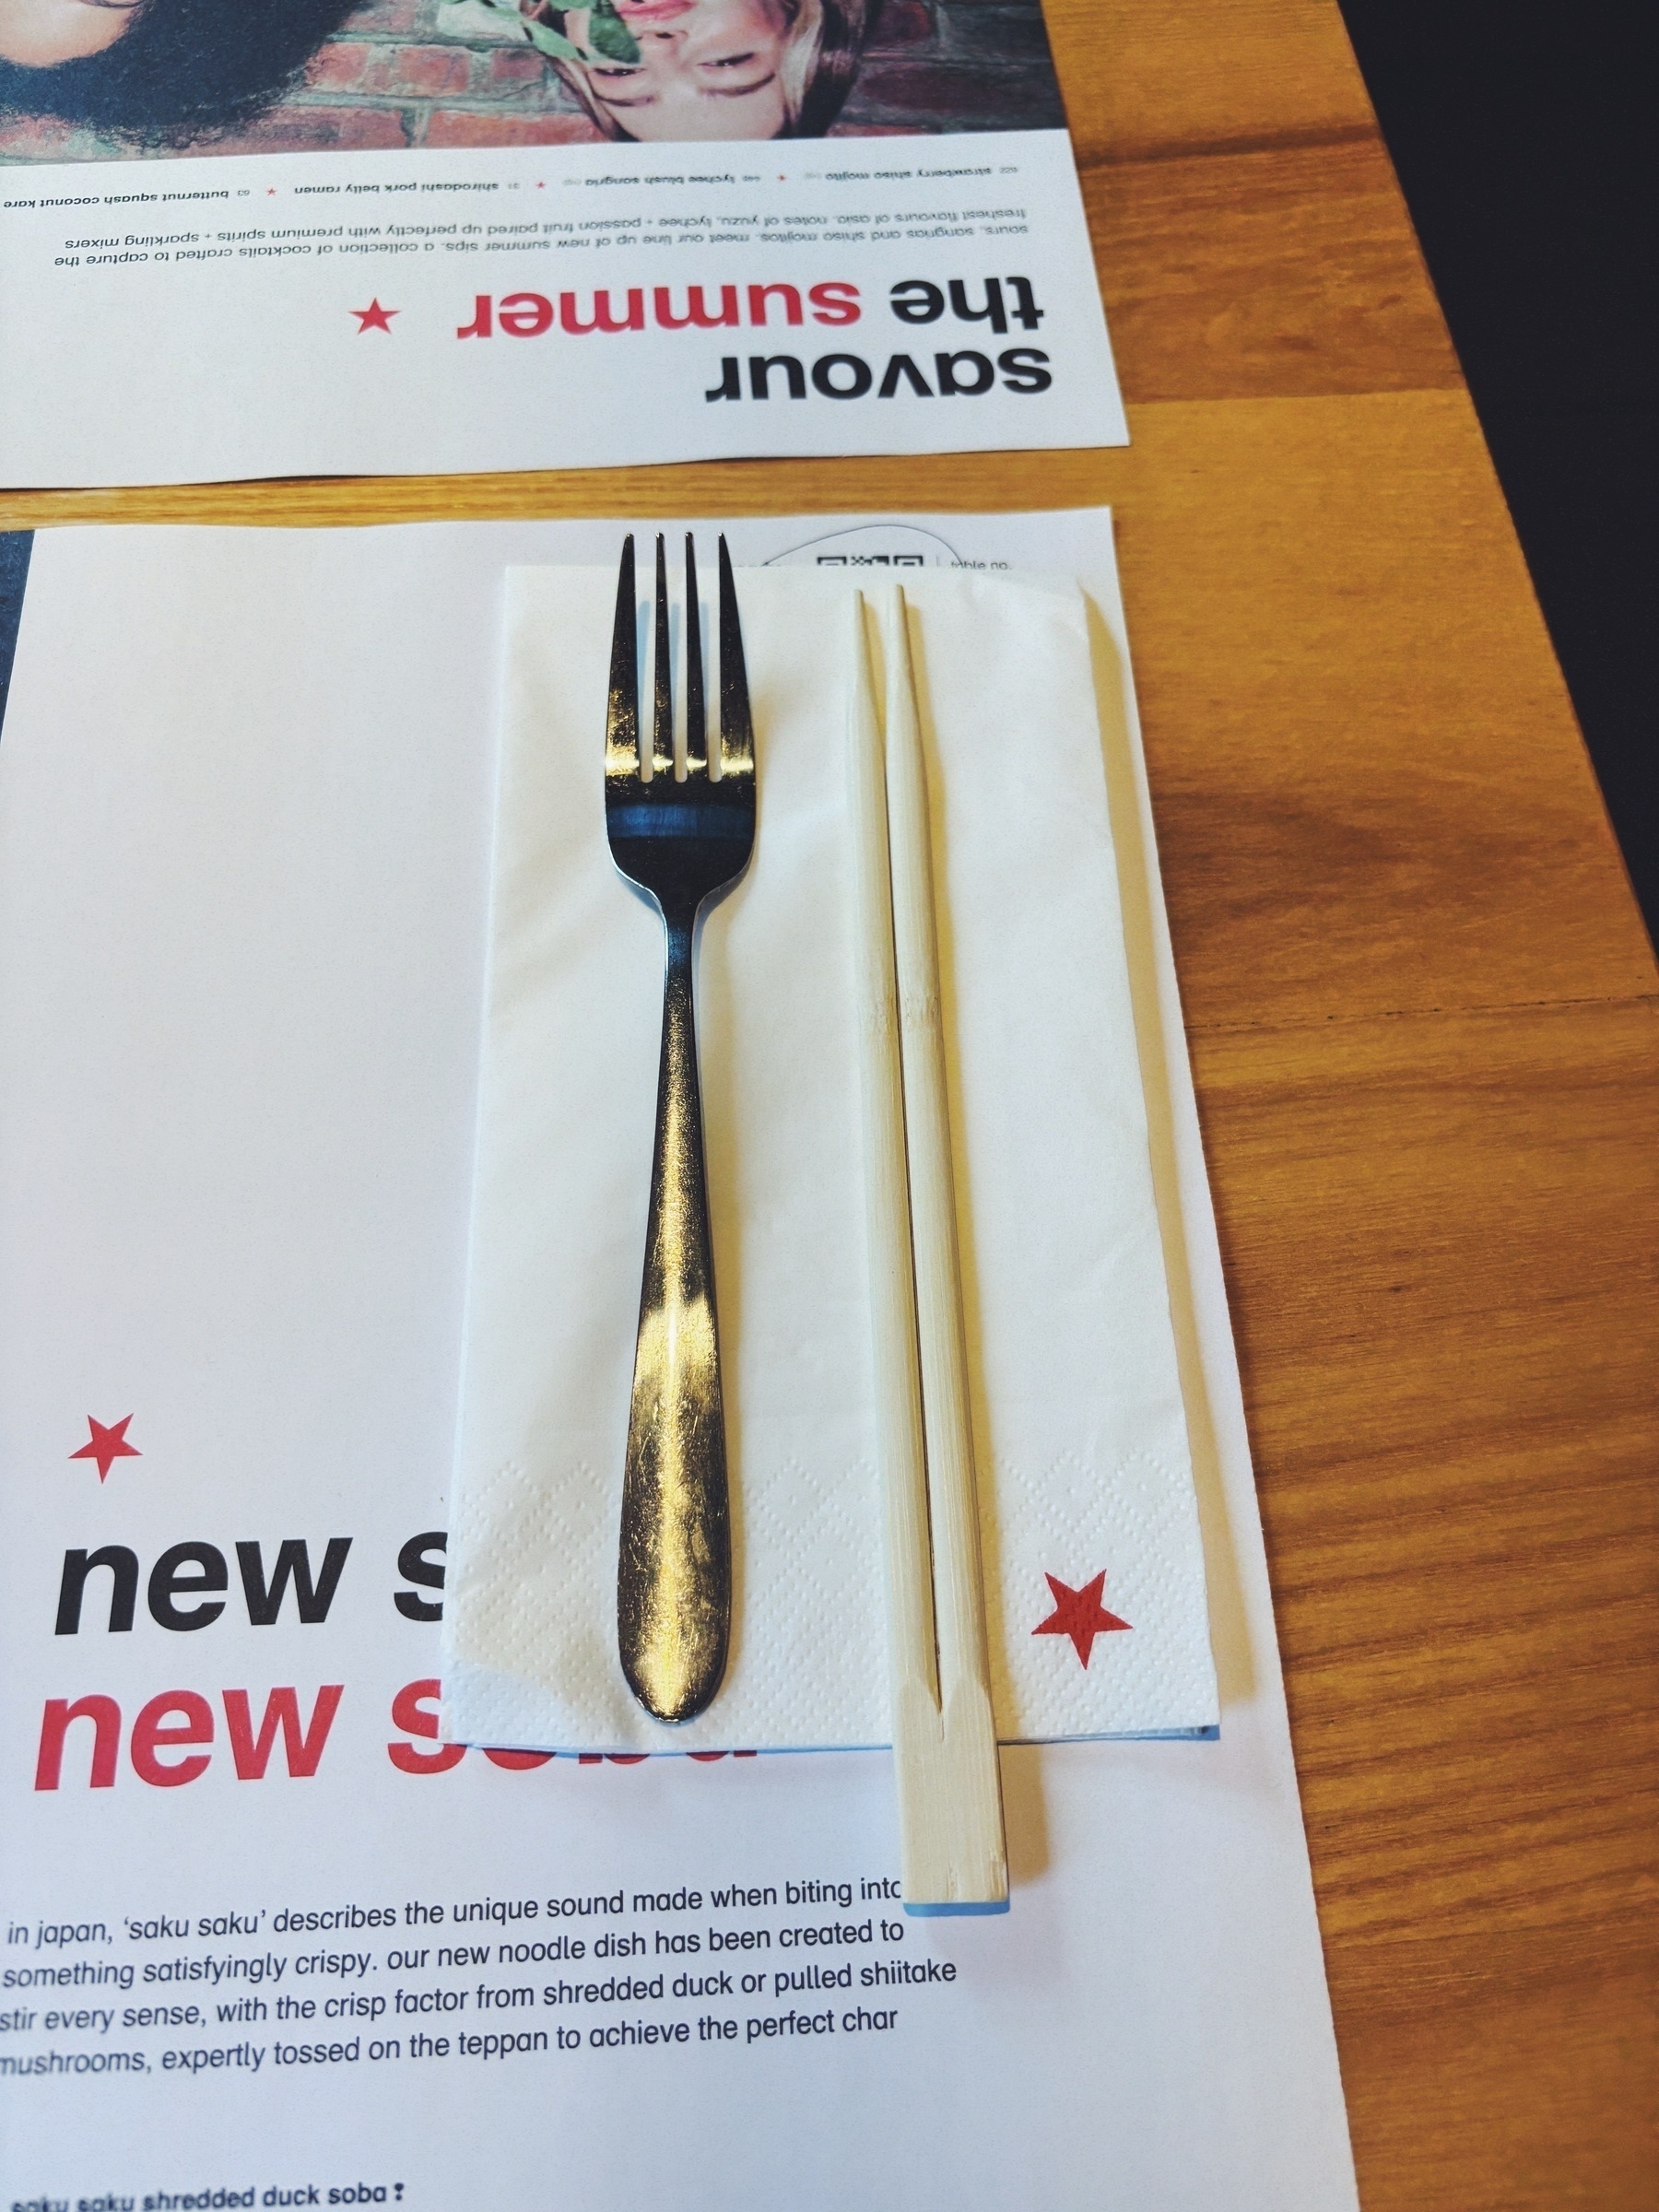 228 strawberry shiso mojito ★ lychee blush sangria ★ 31 shirodashi pork belly ramen ★ 63 butternut squash coconut kare
freshest flavours of asia. notes of yuzu, lychee + passion fruit paired up perfectly with premium spirits + sparkling mixers
sours, sangrias and shiso mojitos. meet our line up of new summer sips. a collection of cocktails crafted to capture the
the summer
savour
table no.
new s
new soba
in japan, ‘saku saku’ describes the unique sound made when biting into
something satisfyingly crispy. our new noodle dish has been created to
stir every sense, with the crisp factor from shredded duck or pulled shiitake
mushrooms, expertly tossed on the teppan to achieve the perfect char
saku saku shredded duck soba